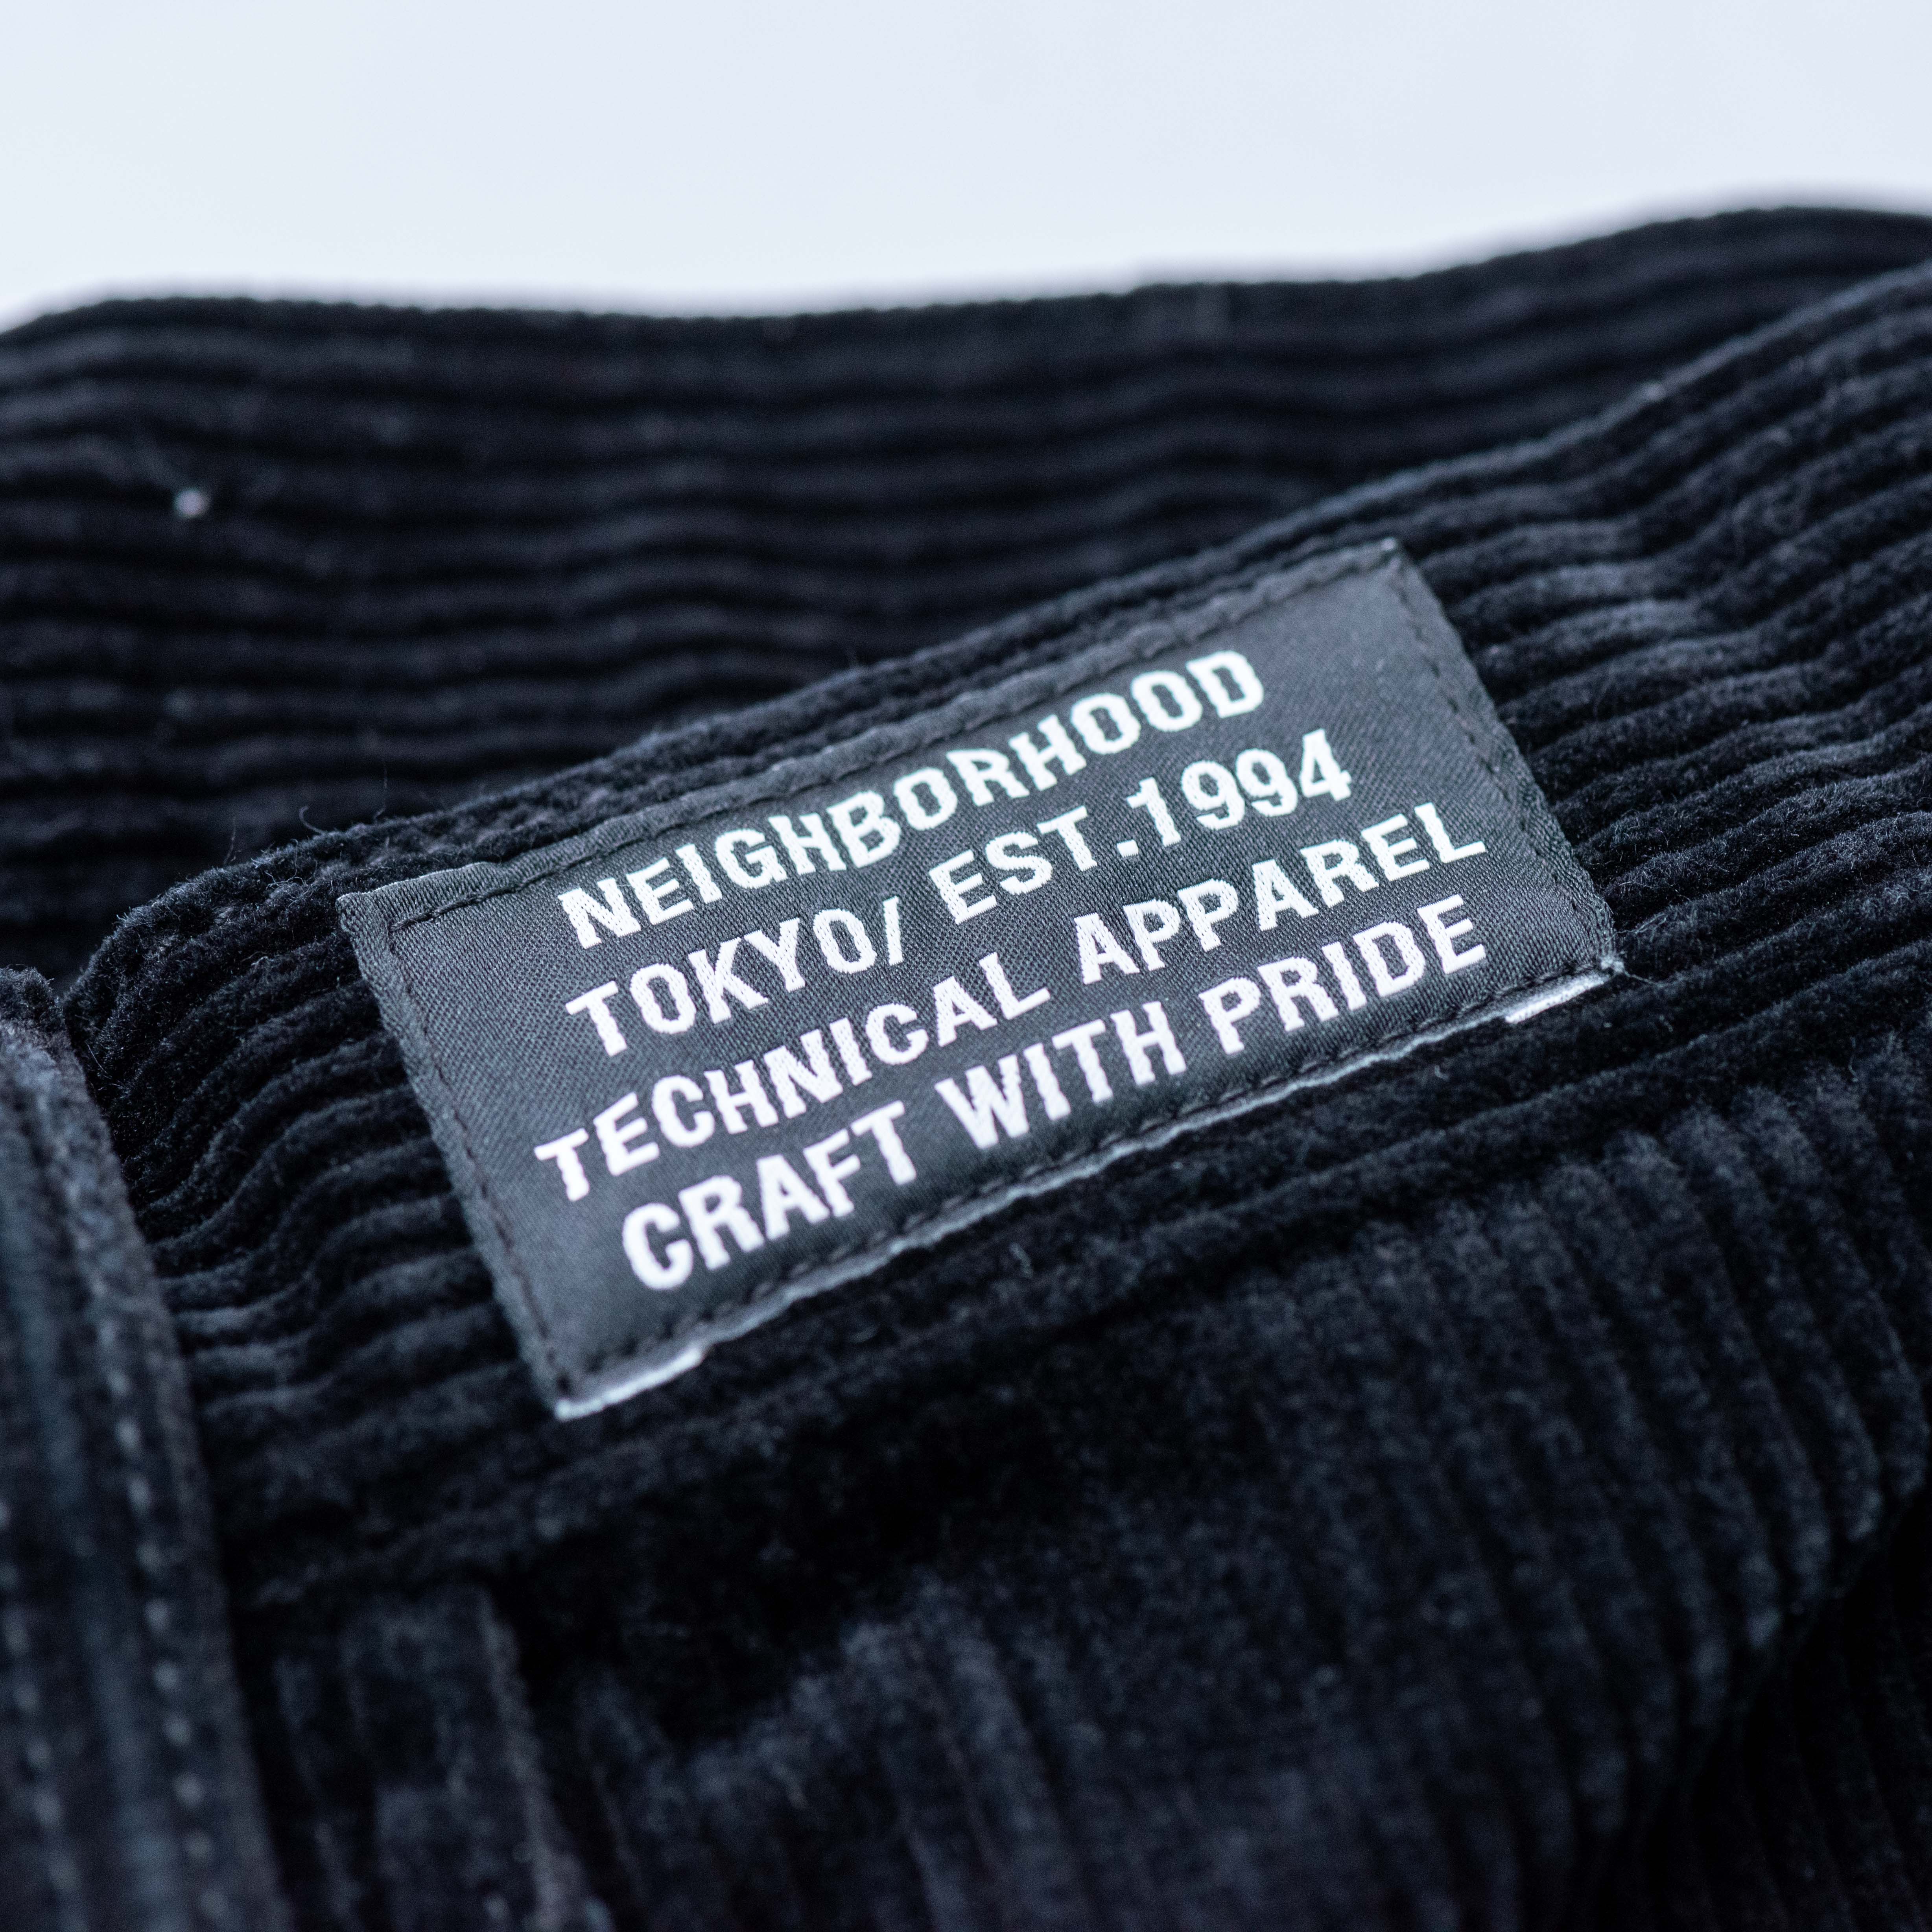 NEIGHBORHOOD
TOKYO/ EST.1994
TECHNICAL APPAREL
CRAFT WITH PRIDE